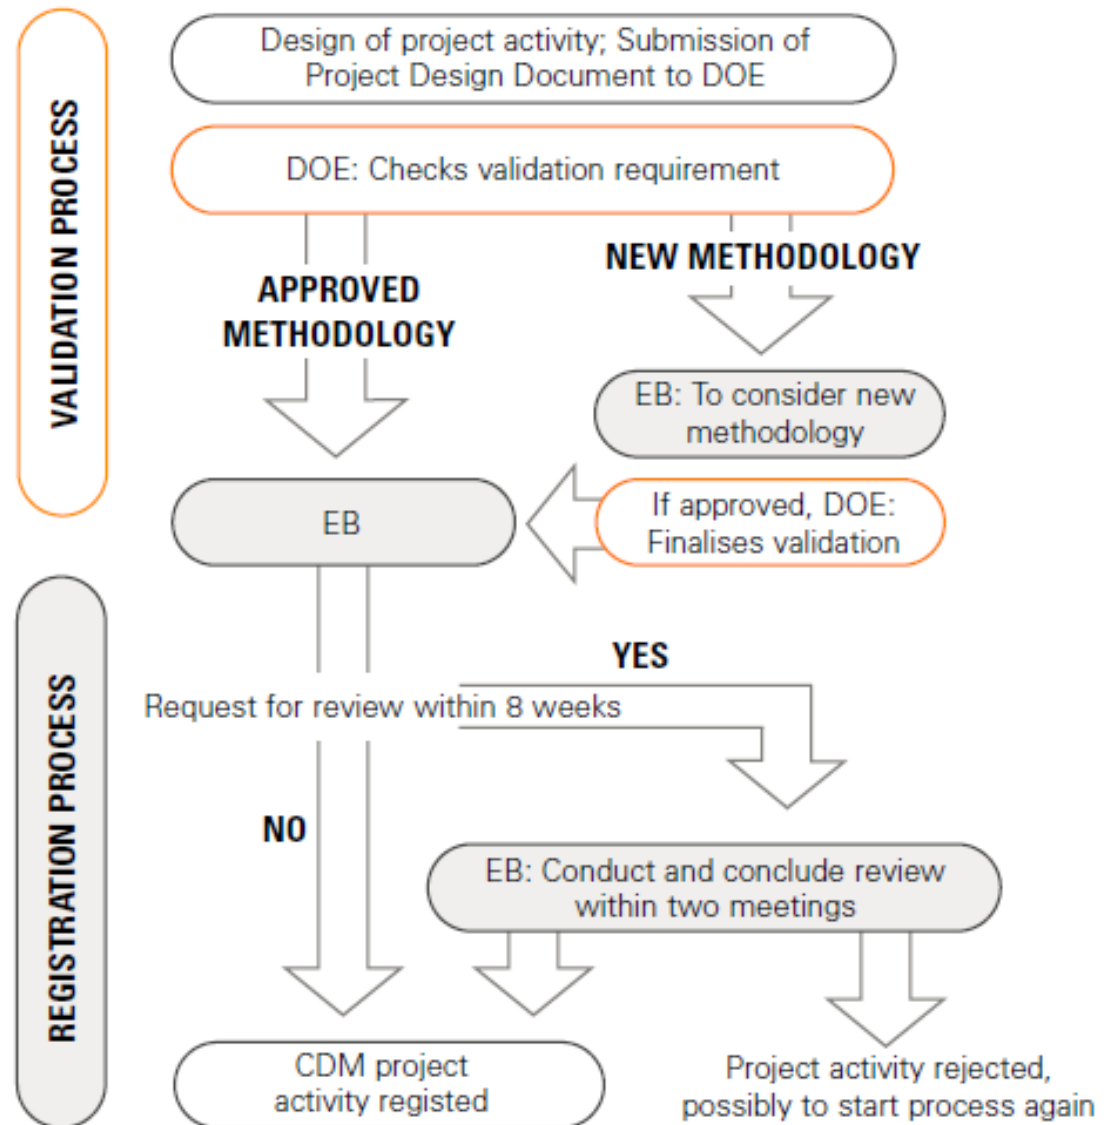 VALIDATION PROCESS
Design of project activity; Submission of
Project Design Document to DOE
DOE: Checks validation requirement
NEW METHODOLOGY
APPROVED
METHODOLOGY
EB: To consider new
methodology
EB
If approved, DOE:
Finalises validation
REGISTRATION PROCESS
YES
Request for review within 8 weeks
NO
EB: Conduct and conclude review
within two meetings
CDM project
activity registed
Project activity rejected,
possibly to start process again